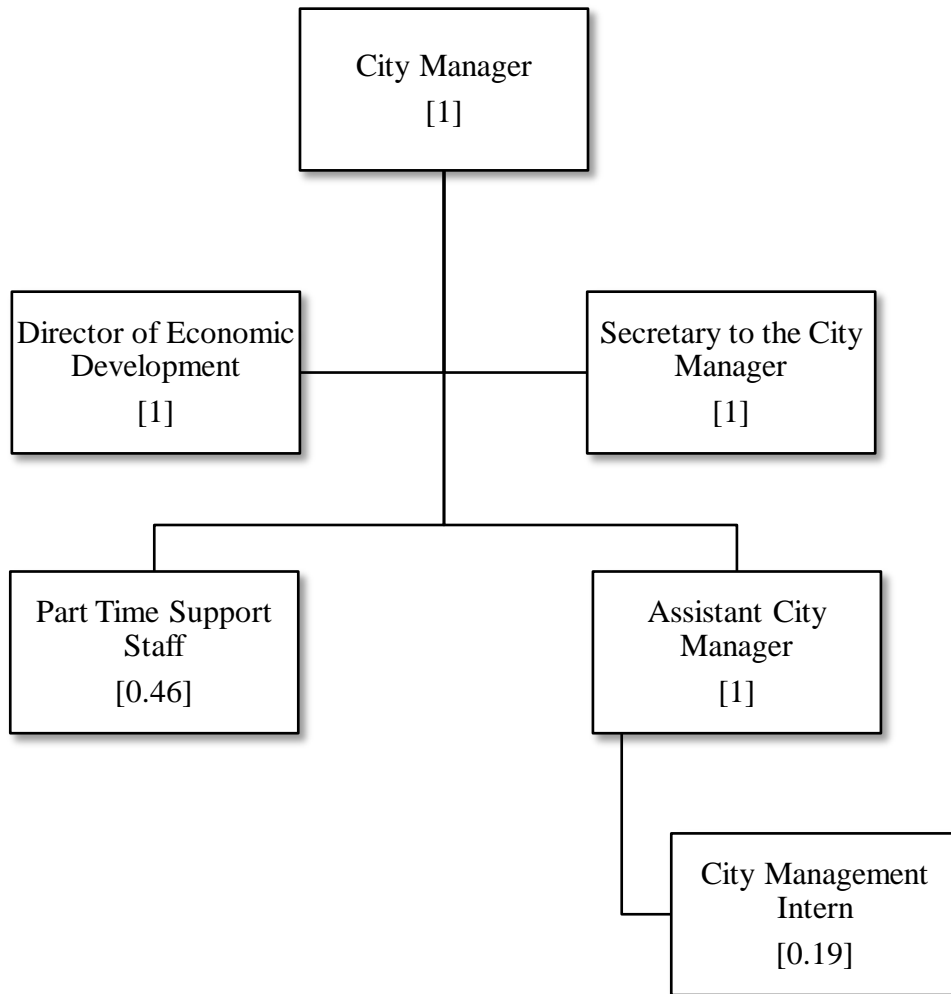 City Manager
[1]
Director of Economic
Development
[1]
Secretary to the City
Manager
[1]
Part Time Support
Staff
[0.46]
Assistant City
Manager
[1]
City Management
Intern
[0.19]